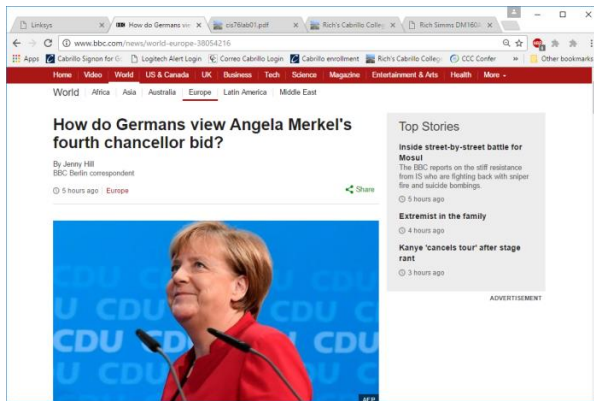 Linksys
How do Germans vie
cis76lab01.pdf
Rich's Cabrillo Colleg
Rich Simms DM160
www.bbc.com/news/world-europe-38054216
Apps Cabrillo Signon for G Logitech Alert Login Correo Cabrillo Login Cabrillo enrollment Rich's Cabrillo College CCC Confer » Other bookmarks
Home Video World US & Canada UK Business Tech Science Magazine Entertainment & Arts Health More
World Africa Asia Australia Europe Latin America Middle East
How do Germans view Angela Merkel's
fourth chancellor bid?
By Jenny Hill
BBC Berlin correspondent
5 hours ago Europe
Share
CDU CDU
U CDU CDU
CDU CD CDU
U CD CDU
AFP
Top Stories
Inside street-by-street battle for
Mosul
The BBC reports on the stiff resistance
from IS who are fighting back with sniper
fire and suicide bombings.
5 hours ago
Extremist in the family
4 hours ago
Kanye 'cancels tour' after stage
rant
3 hours ago
ADVERTISEMENT